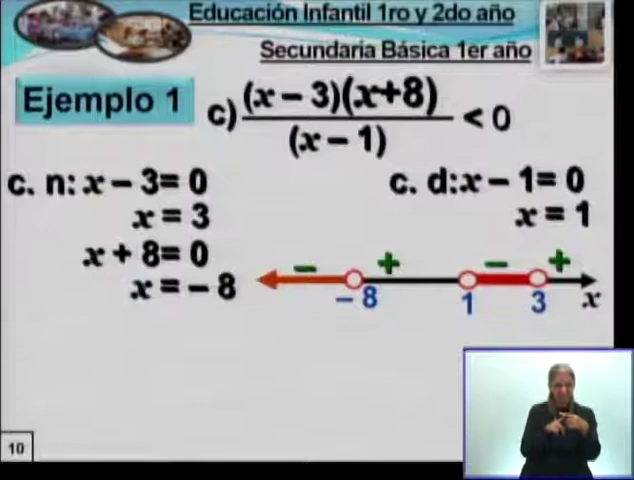 Educación Infantil 1ro y 2do año
Secundaria Básica 1er año
Ejemplo 1
c) (x – 3)(x+8) / (x – 1) < 0
c. n: x – 3= 0
x = 3
x + 8= 0
x = – 8
c. d: x – 1= 0
x = 1
– + – +
– 8 1 3 x
10